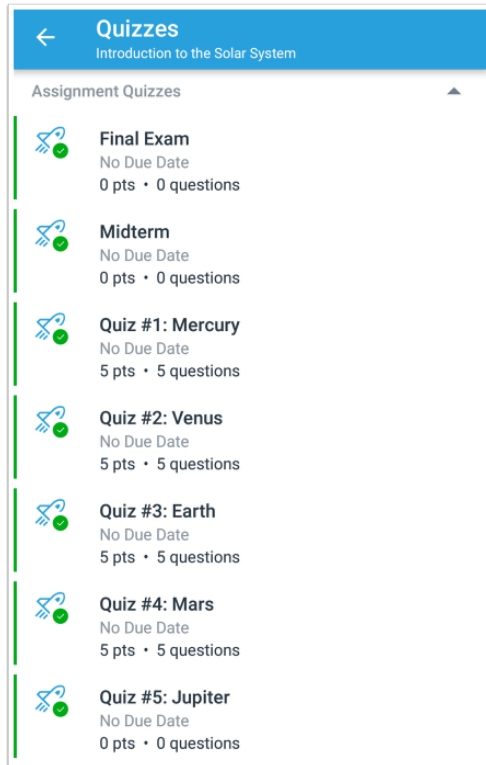 Quizzes
Introduction to the Solar System
Assignment Quizzes
Final Exam
No Due Date
0 pts • 0 questions
Midterm
No Due Date
0 pts • 0 questions
Quiz #1: Mercury
No Due Date
5 pts • 5 questions
Quiz #2: Venus
No Due Date
5 pts • 5 questions
Quiz #3: Earth
No Due Date
5 pts • 5 questions
Quiz #4: Mars
No Due Date
5 pts • 5 questions
Quiz #5: Jupiter
No Due Date
0 pts • 0 questions